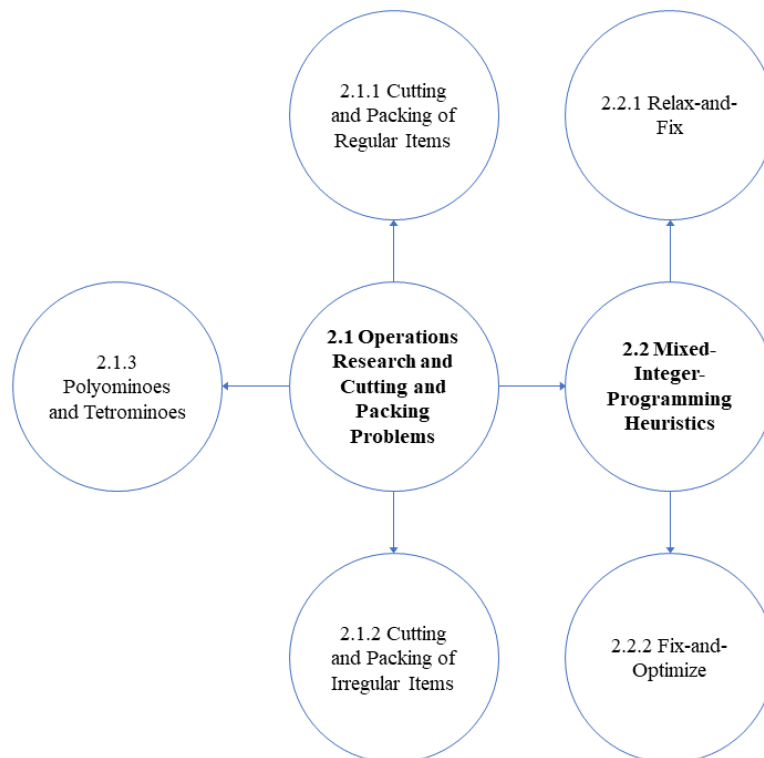 2.1.1 Cutting
and Packing of
Regular Items
2.2.1 Relax-and-
Fix
2.1.3
Polyominoes
and Tetrominoes
2.1 Operations
Research and
Cutting and
Packing
Problems
2.2 Mixed-
Integer-
Programming
Heuristics
2.1.2 Cutting
and Packing of
Irregular Items
2.2.2 Fix-and-
Optimize